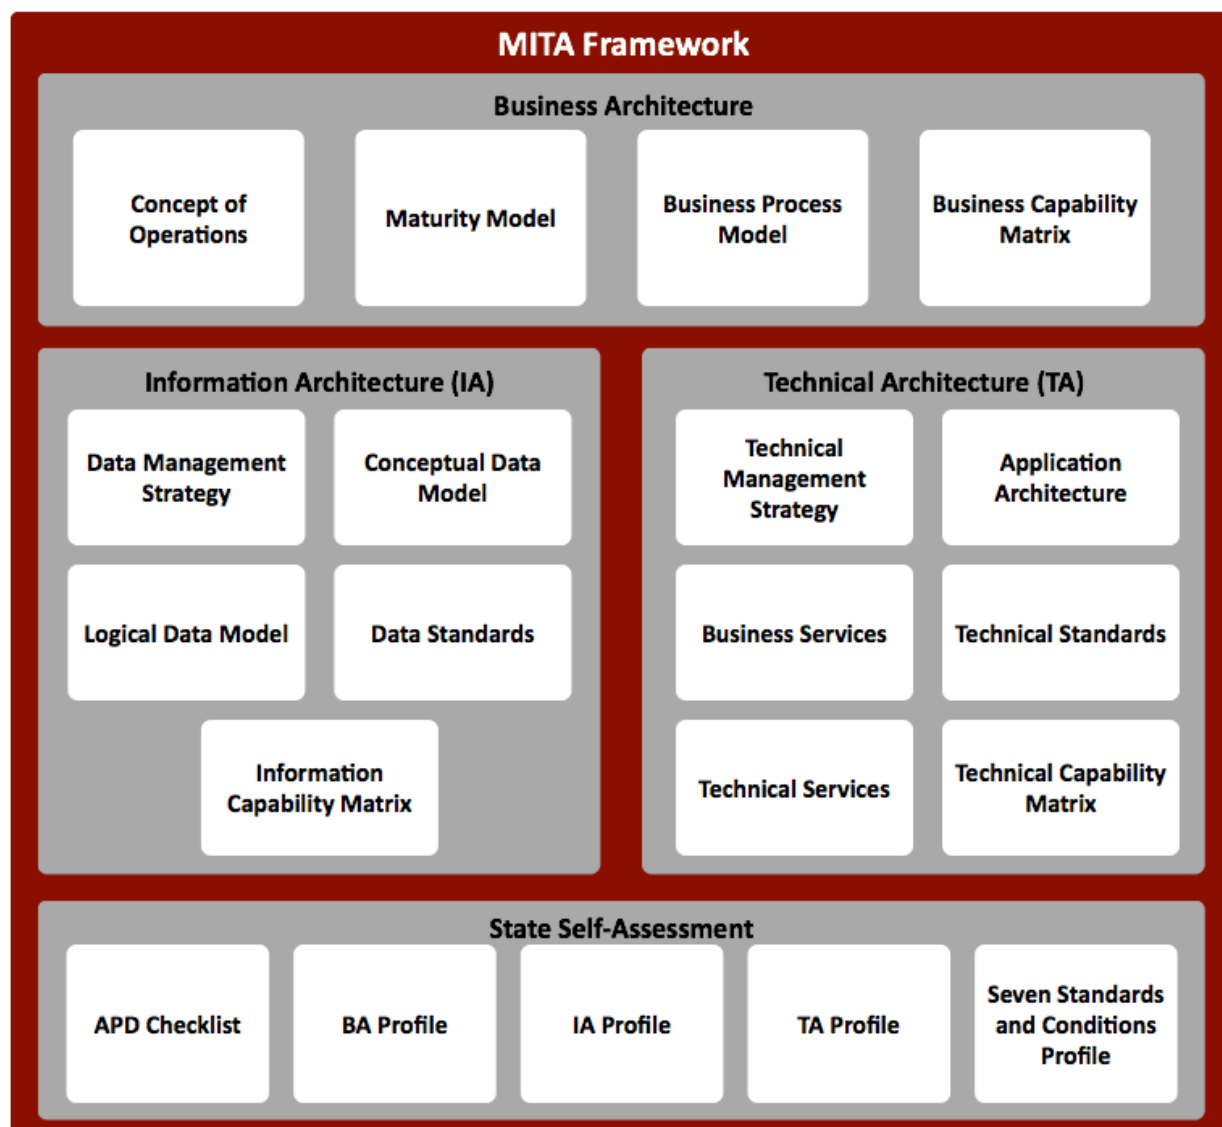 MITA Framework
Business Architecture
Concept of
Operations
Maturity Model
Business Process
Model
Business Capability
Matrix
Information Architecture (IA)
Data Management
Strategy
Conceptual Data
Model
Logical Data Model
Data Standards
Information
Capability Matrix
Technical Architecture (TA)
Technical
Management
Strategy
Application
Architecture
Business Services
Technical Standards
Technical Services
Technical Capability
Matrix
State Self-Assessment
APD Checklist
BA Profile
IA Profile
TA Profile
Seven Standards
and Conditions
Profile